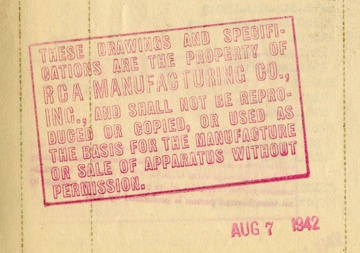 THESE DRAWINGS AND SPECIFI-
CATIONS ARE THE PROPERTY OF
RCA MANUFACTURING CO.,
INC., AND SHALL NOT BE REPRO-
DUCED OR COPIED, OR USED AS
THE BASIS FOR THE MANUFACTURE
OR SALE OF APPARATUS WITHOUT
PERMISSION.
AUG 7 1942